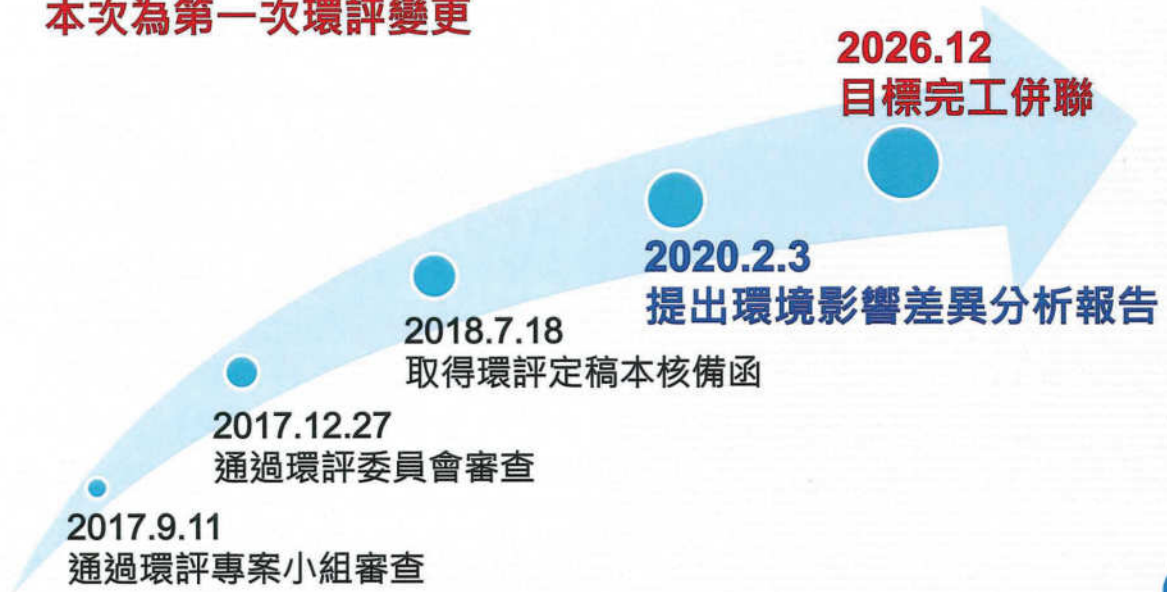 本次為第一次環評變更
2026.12
目標完工併聯
2020.2.3
提出環境影響差異分析報告
2018.7.18
取得環評定稿本核備函
2017.12.27
通過環評委員會審查
2017.9.11
通過環評專案小組審查